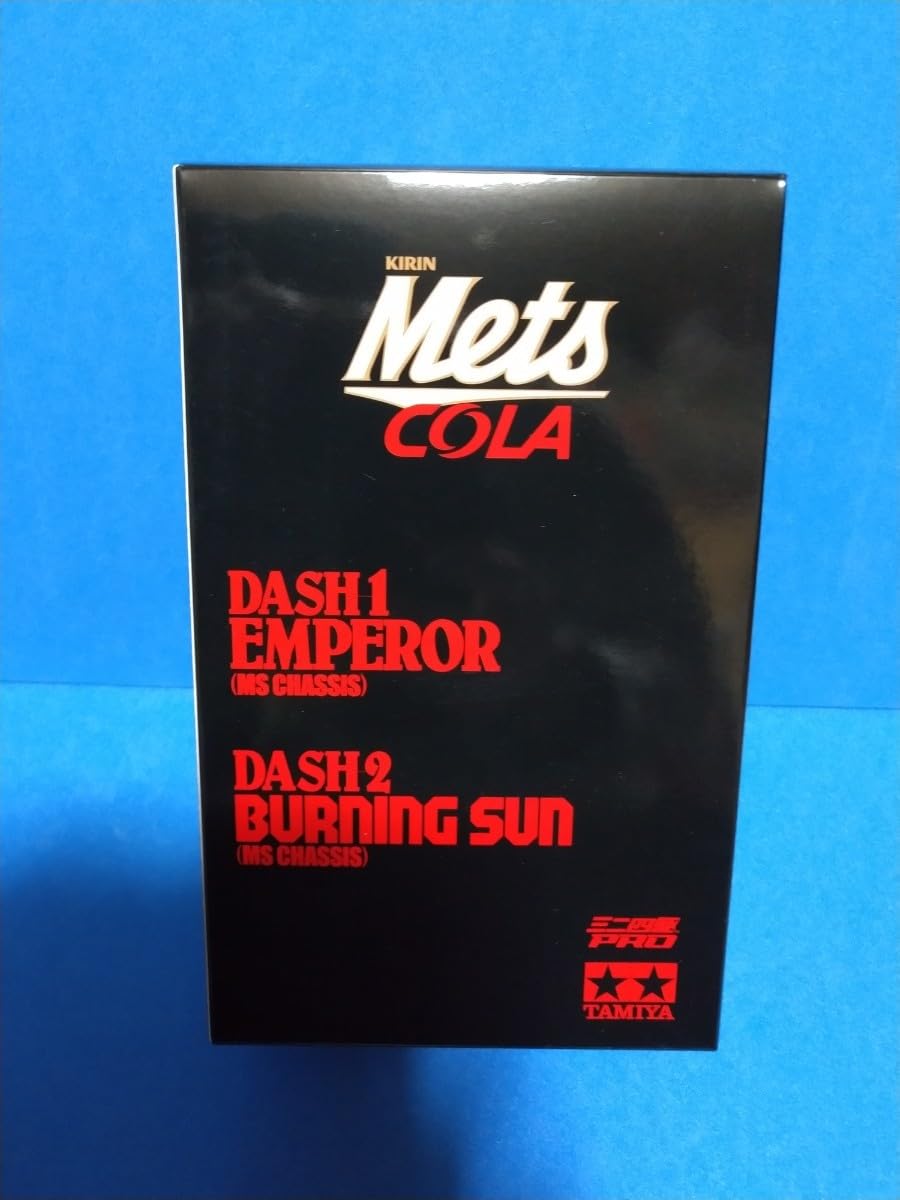 KIRIN
Mets
COLA
DASH1
EMPEROR
(MS CHASSIS)
DASH2
BURNING SUN
(MS CHASSIS)
ミニ四駆
PRO
TAMIYA